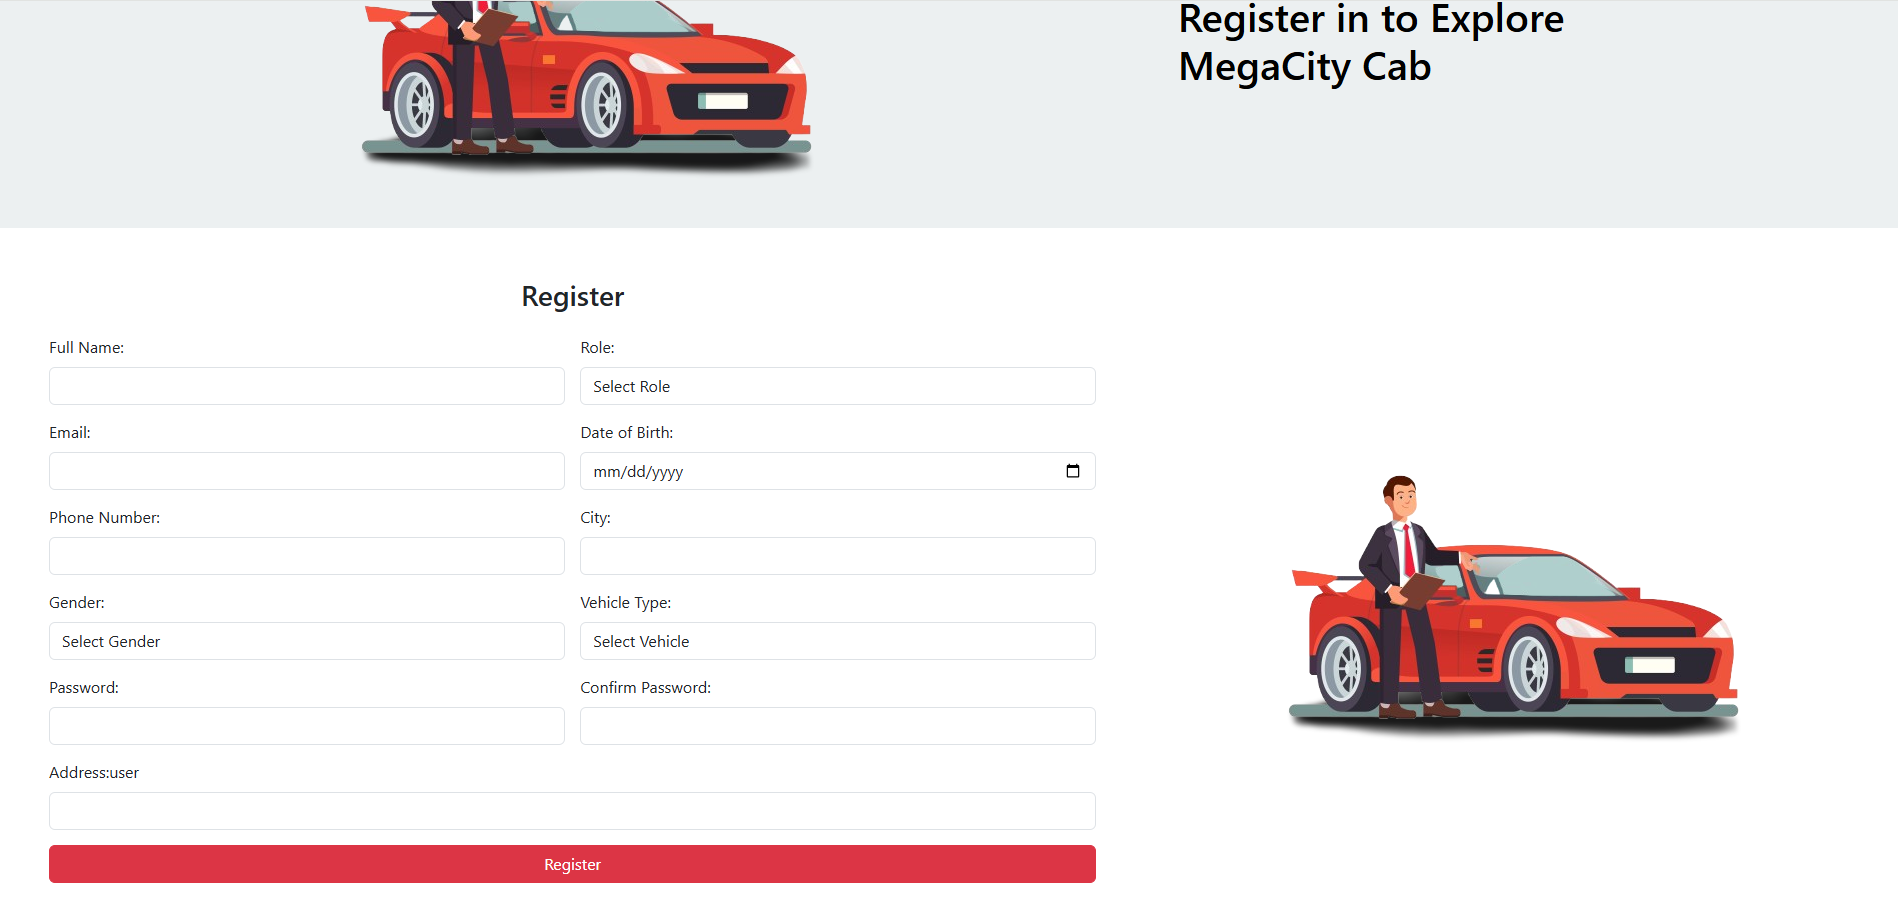 Register in to Explore
MegaCity Cab
Register
Full Name:
Role:
Select Role
Email:
Date of Birth:
mm/dd/yyyy
Phone Number:
City:
Gender:
Vehicle Type:
Select Gender
Select Vehicle
Password:
Confirm Password:
Address:user
Register